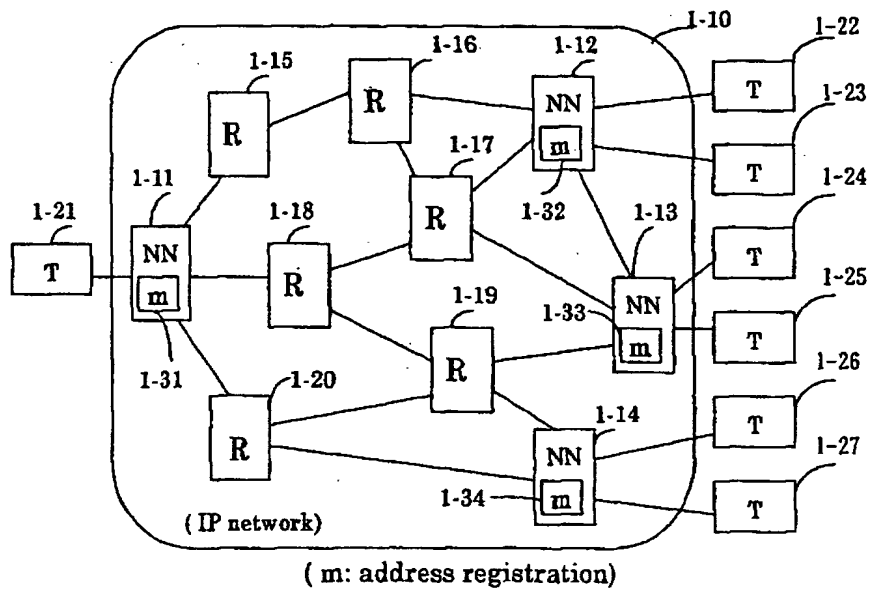 1-10
1-22
T
1-16
1-12
1-15
R
NN
m
1-23
T
R
1-17
1-32
1-24
1-11
R
1-13
T
1-21
1-18
T
NN
m
R
NN
m
1-25
T
1-33
1-19
1-31
R
1-26
1-20
1-14
T
R
NN
m
1-27
1-34
T
( IP network)
( m: address registration)